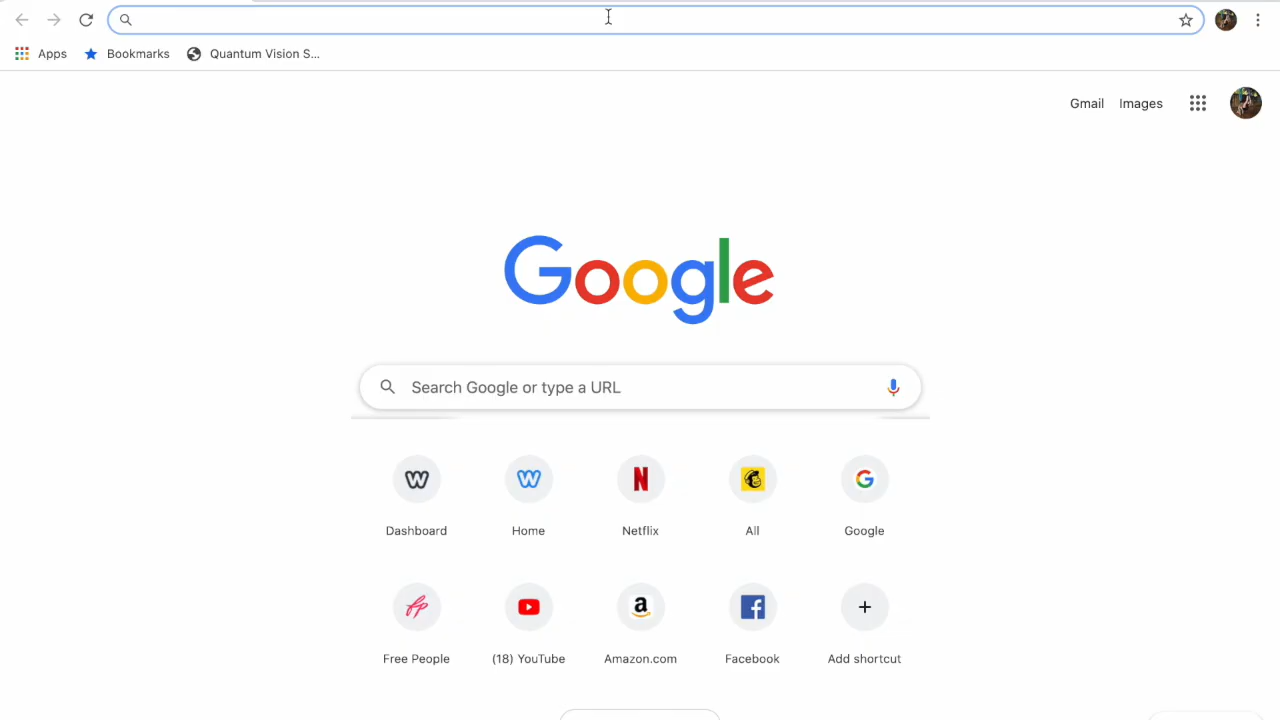 Apps Bookmarks Quantum Vision S...
Gmail Images
Google
Search Google or type a URL
Dashboard Home Netflix All Google
Free People (18) YouTube Amazon.com Facebook Add shortcut